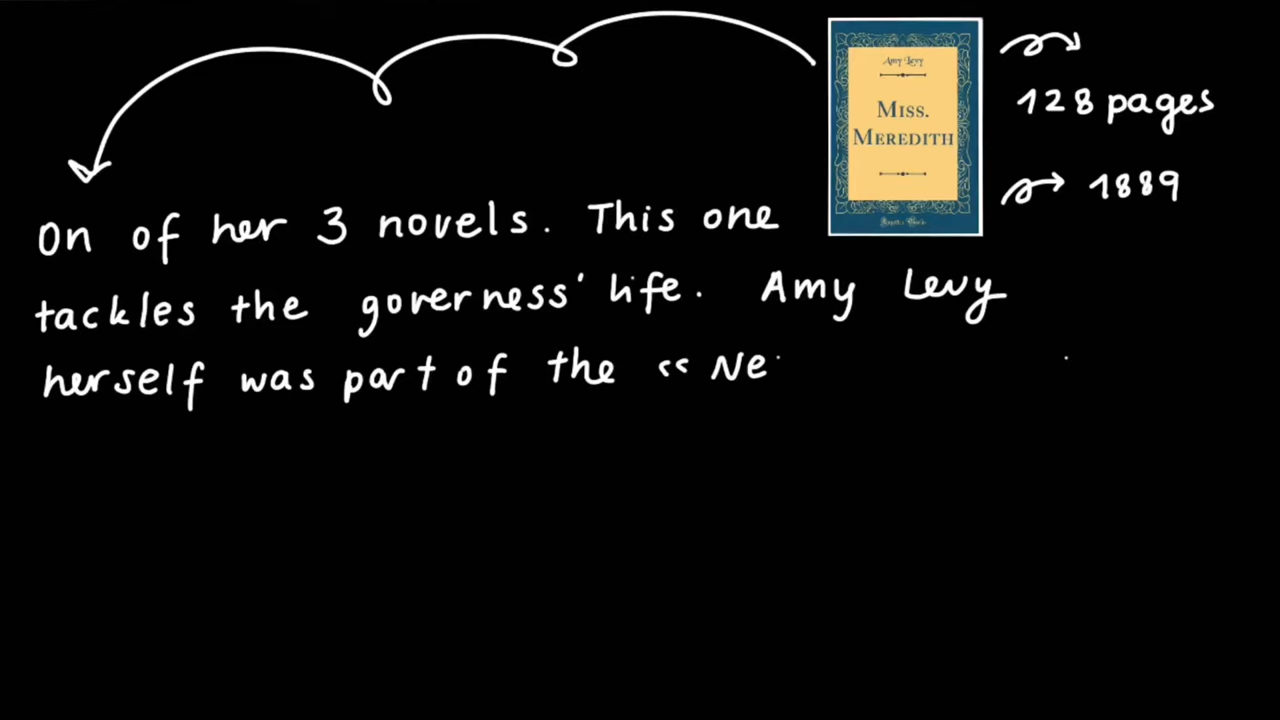 Amy Levy
Miss.
Meredith
128 pages
1889
On of her 3 novels. This one
tackles the governess' life. Amy Levy
herself was part of the « Ne